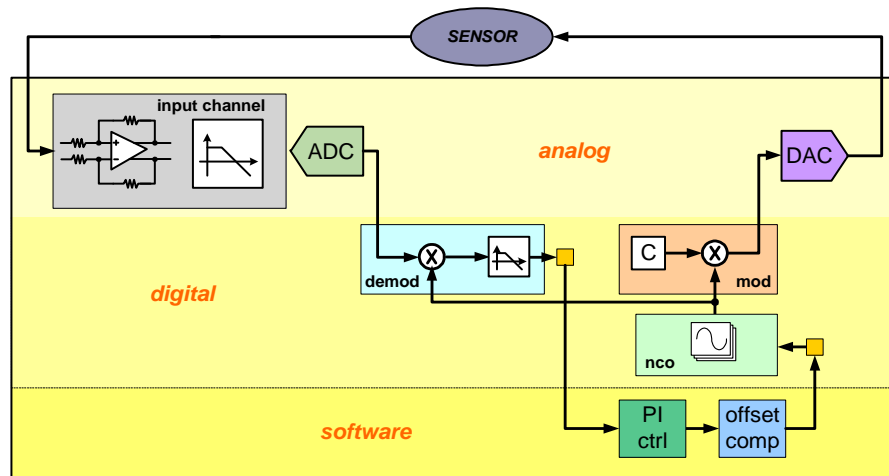 SENSOR
input channel
ADC
analog
DAC
X
demod
C
X
mod
digital
nco
software
PI
ctrl
offset
comp